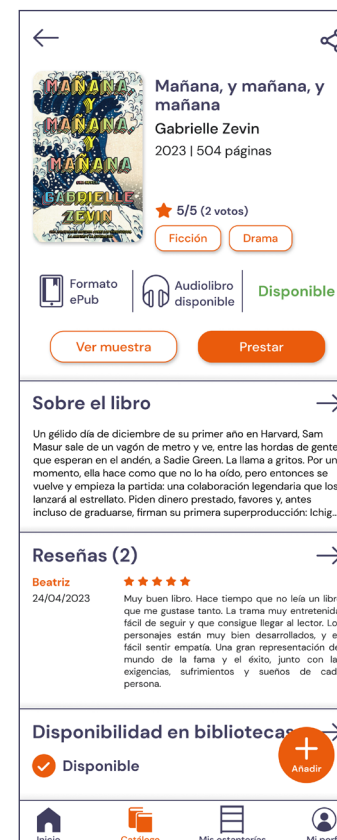 MAÑANA,
Y
MAÑANA,
Y
MAÑANA
GABRIELLE
ZEVIN
Mañana, y mañana, y
mañana
Gabrielle Zevin
2023 | 504 páginas
5/5 (2 votos)
Ficción
Drama
Formato
ePub
Audiolibro
disponible
Disponible
Ver muestra
Prestar
Sobre el libro
Un gélido día de diciembre de su primer año en Harvard, Sam
Masur sale de un vagón de metro y ve, entre las hordas de gente
que esperan en el andén, a Sadie Green. La llama a gritos. Por un
momento, ella hace como que no lo ha oído, pero entonces se
vuelve y empieza la partida: una colaboración legendaria que los
lanzará al estrellato. Piden dinero prestado, favores y, antes
incluso de graduarse, firman su primera superproducción: Ichig...
Reseñas (2)
Beatriz
24/04/2023
Muy buen libro. Hace tiempo que no leía un libro
que me gustase tanto. La trama muy entretenida,
fácil de seguir y que consigue llegar al lector. Lo
personajes están muy bien desarrollados, y e
fácil sentir empatía. Una gran representación de
mundo de la fama y el éxito, junto con la
exigencias, sufrimientos y sueños de cad
persona.
Disponibilidad en bibliotecas
Disponible
Añadir
Inicio
Catálogo
Mis estanterías
Mi perf